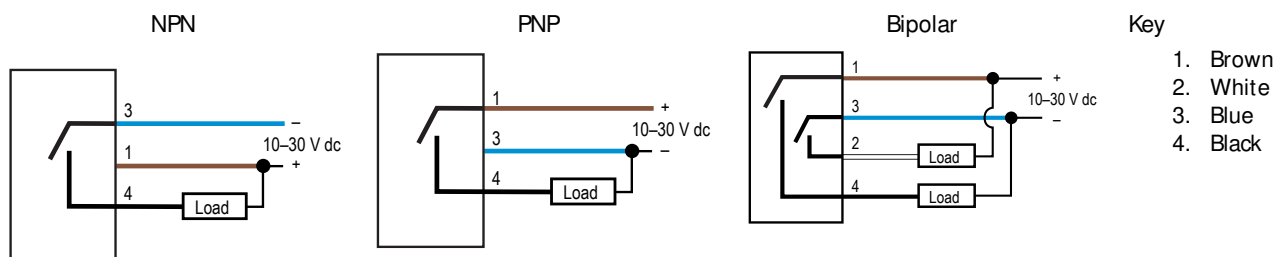 NPN
3
–
10–30 V dc
1
+
4
Load
PNP
1
+
10–30 V dc
3
–
4
Load
Bipolar
1
+
10–30 V dc
3
–
2
Load
4
Load
Key
1. Brown
2. White
3. Blue
4. Black